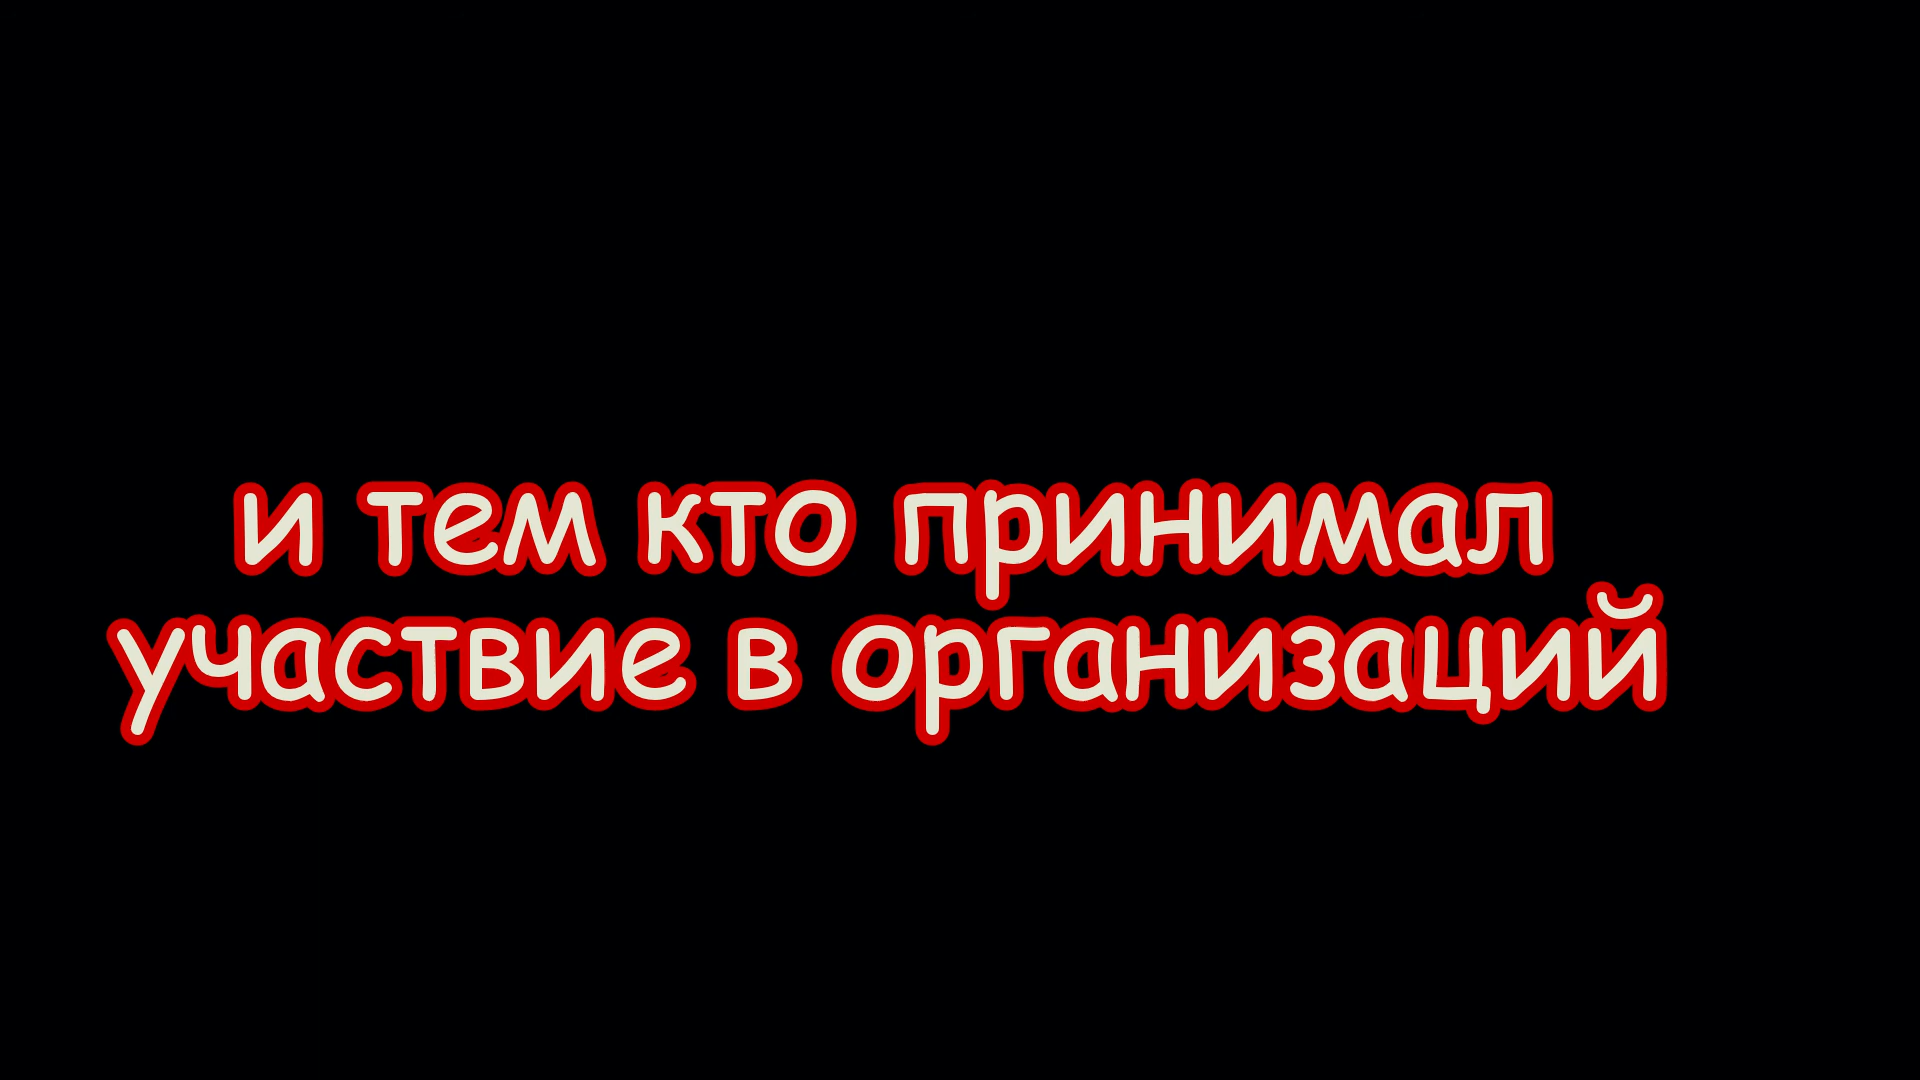 и тем кто принимал
участвие в организаций